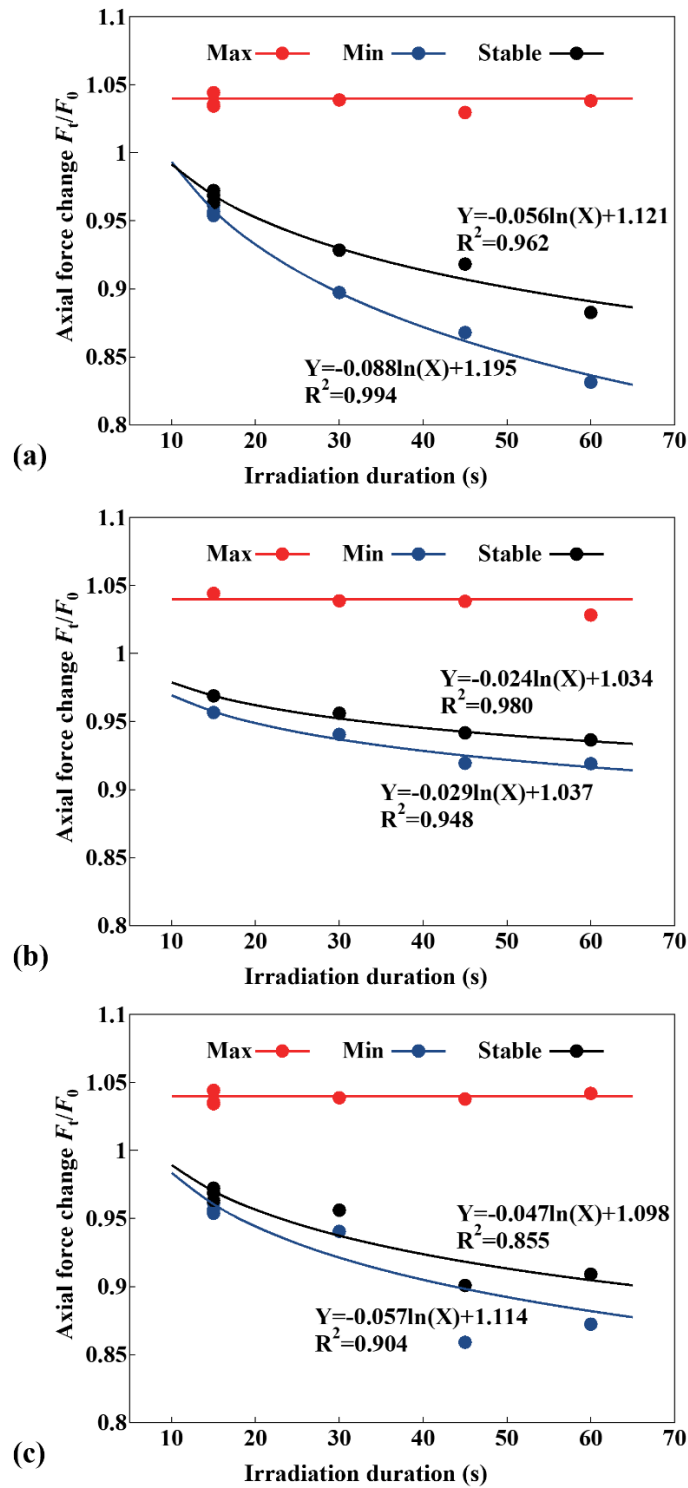 1.1
Max Min Stable
1.05
1
0.95
0.9
0.85
0.8
Axial force change Fₜ/F₀
Y=-0.056ln(X)+1.121
R²=0.962
Y=-0.088ln(X)+1.195
R²=0.994
10 20 30 40 50 60 70
Irradiation duration (s)
(a)
1.1
Max Min Stable
1.05
1
0.95
0.9
0.85
0.8
Axial force change Fₜ/F₀
Y=-0.024ln(X)+1.034
R²=0.980
Y=-0.029ln(X)+1.037
R²=0.948
10 20 30 40 50 60 70
Irradiation duration (s)
(b)
1.1
Max Min Stable
1.05
1
0.95
0.9
0.85
0.8
Axial force change Fₜ/F₀
Y=-0.047ln(X)+1.098
R²=0.855
Y=-0.057ln(X)+1.114
R²=0.904
10 20 30 40 50 60 70
Irradiation duration (s)
(c)